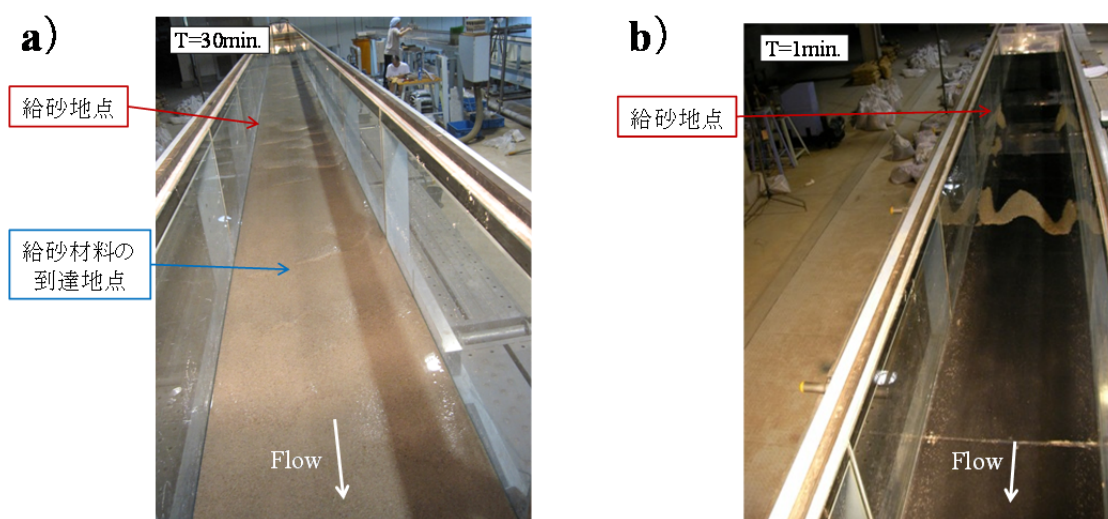 a)
T=30min.
給砂地点
給砂材料の
到達地点
Flow
b)
T=1min.
給砂地点
Flow